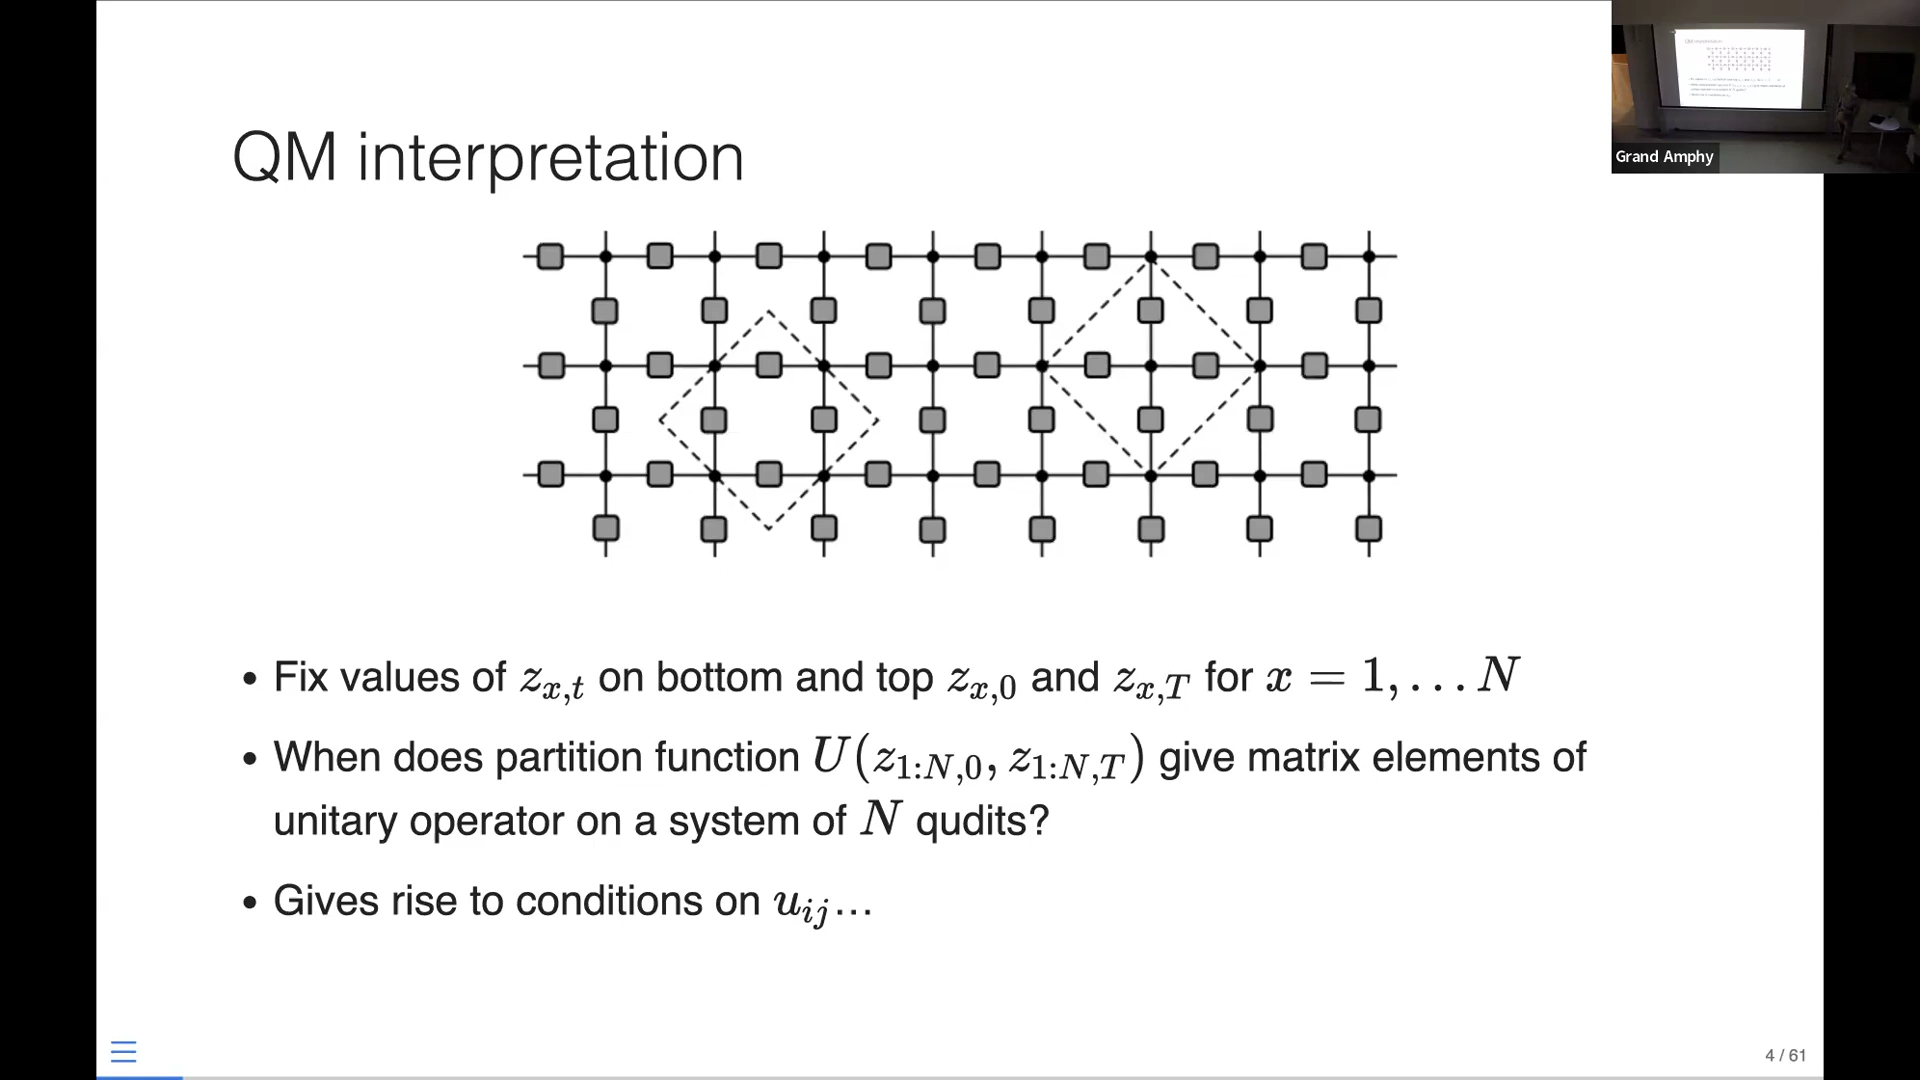 QM interpretation
Grand Amphy
• Fix values of z_{x,t} on bottom and top z_{x,0} and z_{x,T} for x = 1, … N
• When does partition function U(z_{1:N,0}, z_{1:N,T}) give matrix elements of
unitary operator on a system of N qudits?
• Gives rise to conditions on u_{ij}…
4 / 61